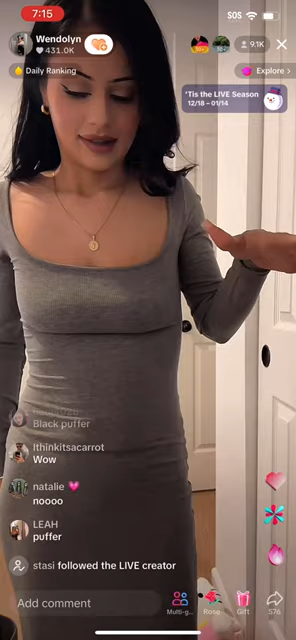 7:15
SOS
Wendolyn
431.0K
9.1K
Daily Ranking
Explore >
'Tis the LIVE Season
12/18 – 01/14
Black puffer
Ithinkitsacarrot
Wow
natalie
noooo
LEAH
puffer
stasi followed the LIVE creator
Add comment
Multi-g...
Rose
Gift
576